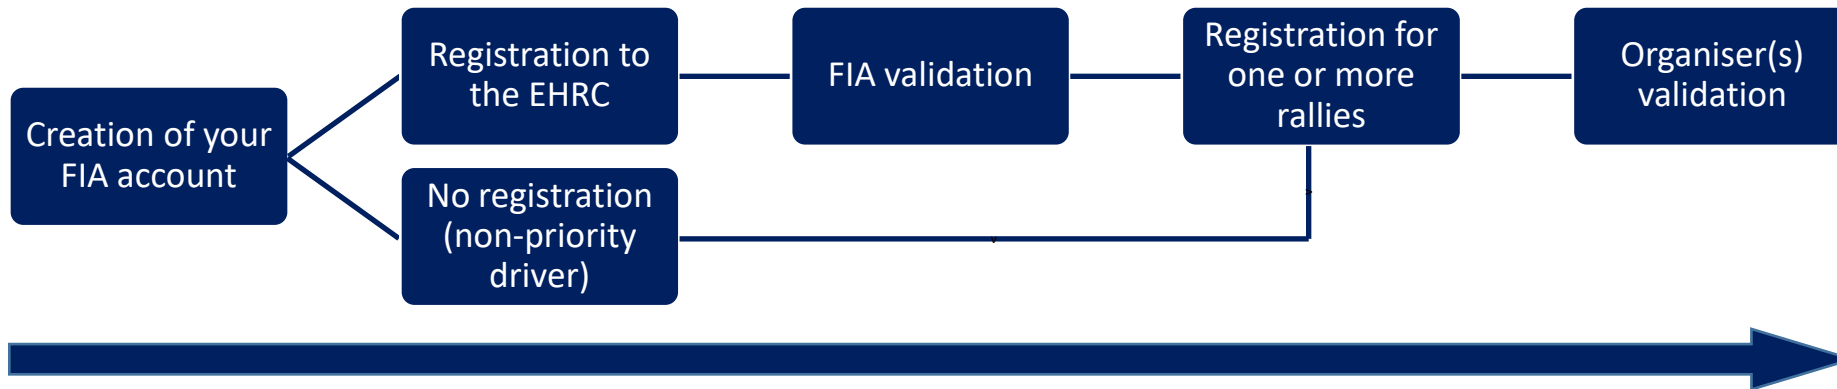 Creation of your
FIA account
Registration to
the EHRC
No registration
(non-priority
driver)
FIA validation
Registration for
one or more
rallies
Organiser(s)
validation